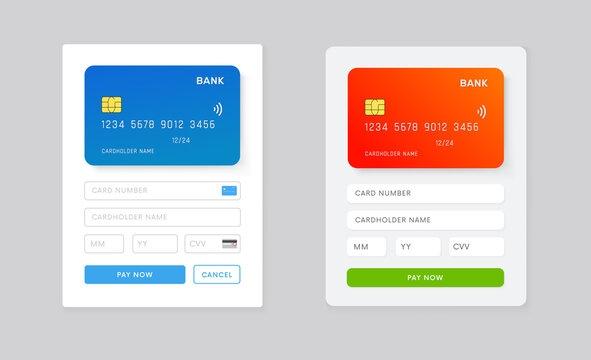 BANK
1234 5678 9012 3456
12/24
CARDHOLDER NAME
CARD NUMBER
CARDHOLDER NAME
MM YY CVV
PAY NOW CANCEL
BANK
1234 5678 9012 3456
12/24
CARDHOLDER NAME
CARD NUMBER
CARDHOLDER NAME
MM YY CVV
PAY NOW